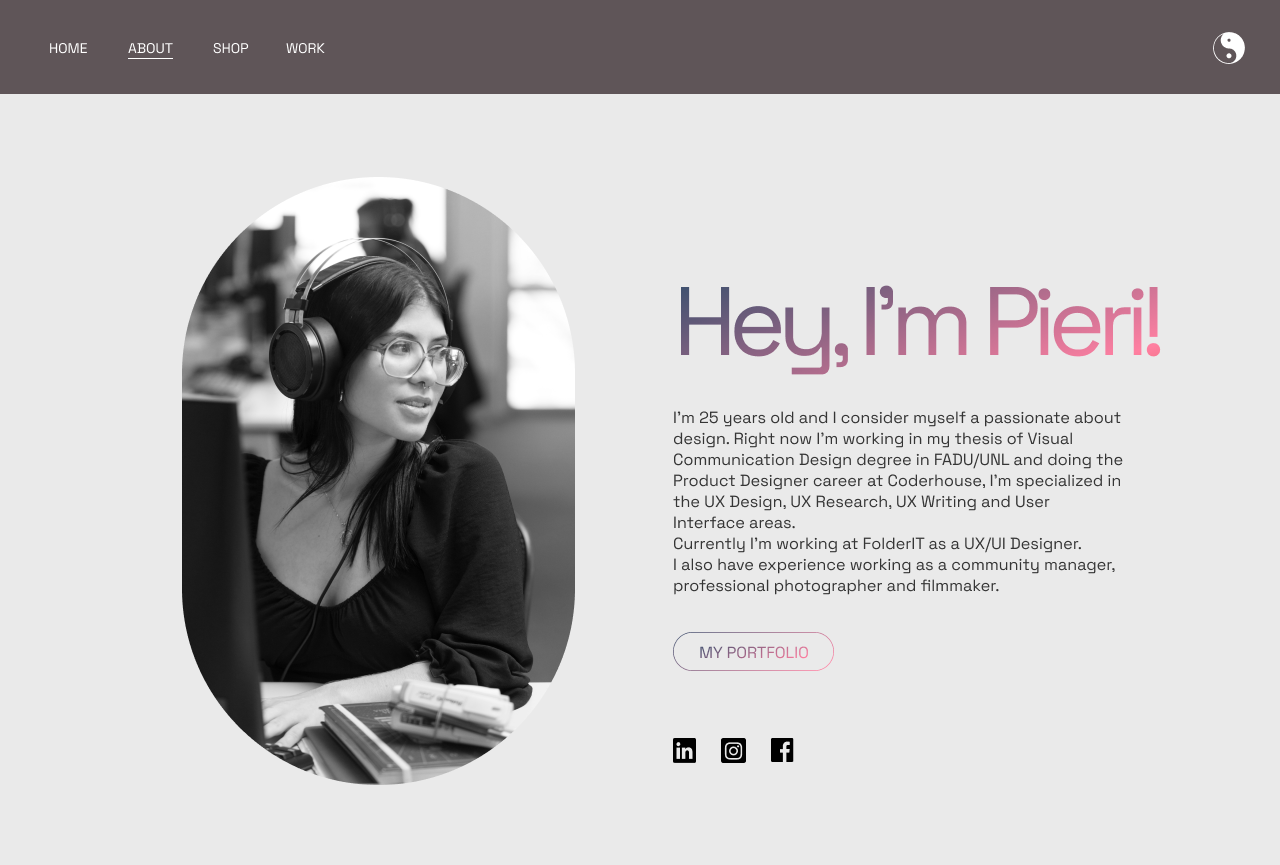 HOME ABOUT SHOP WORK
Hey, I'm Pieri!
I'm 25 years old and I consider myself a passionate about
design. Right now I'm working in my thesis of Visual
Communication Design degree in FADU/UNL and doing the
Product Designer career at Coderhouse, I'm specialized in
the UX Design, UX Research, UX Writing and User
Interface areas.
Currently I'm working at FolderIT as a UX/UI Designer.
I also have experience working as a community manager,
professional photographer and filmmaker.
MY PORTFOLIO